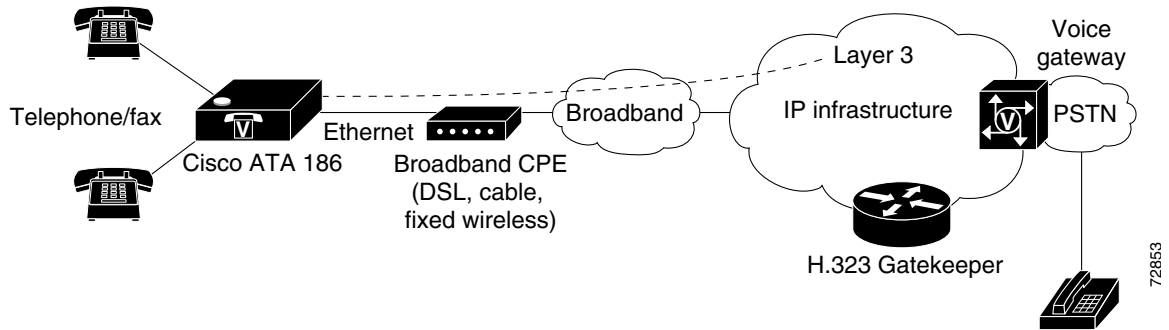 Telephone/fax
V
Cisco ATA 186
Ethernet
Broadband CPE
(DSL, cable,
fixed wireless)
Broadband
Layer 3
IP infrastructure
H.323 Gatekeeper
Voice
gateway
V
PSTN
72853